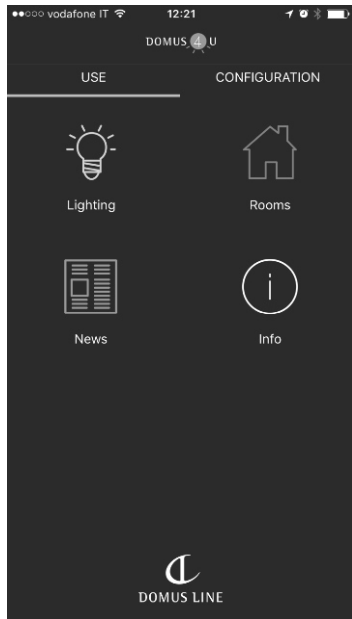 vodafone IT 12:21
DOMUS 4 U
USE CONFIGURATION
Lighting Rooms
News Info
DOMUS LINE